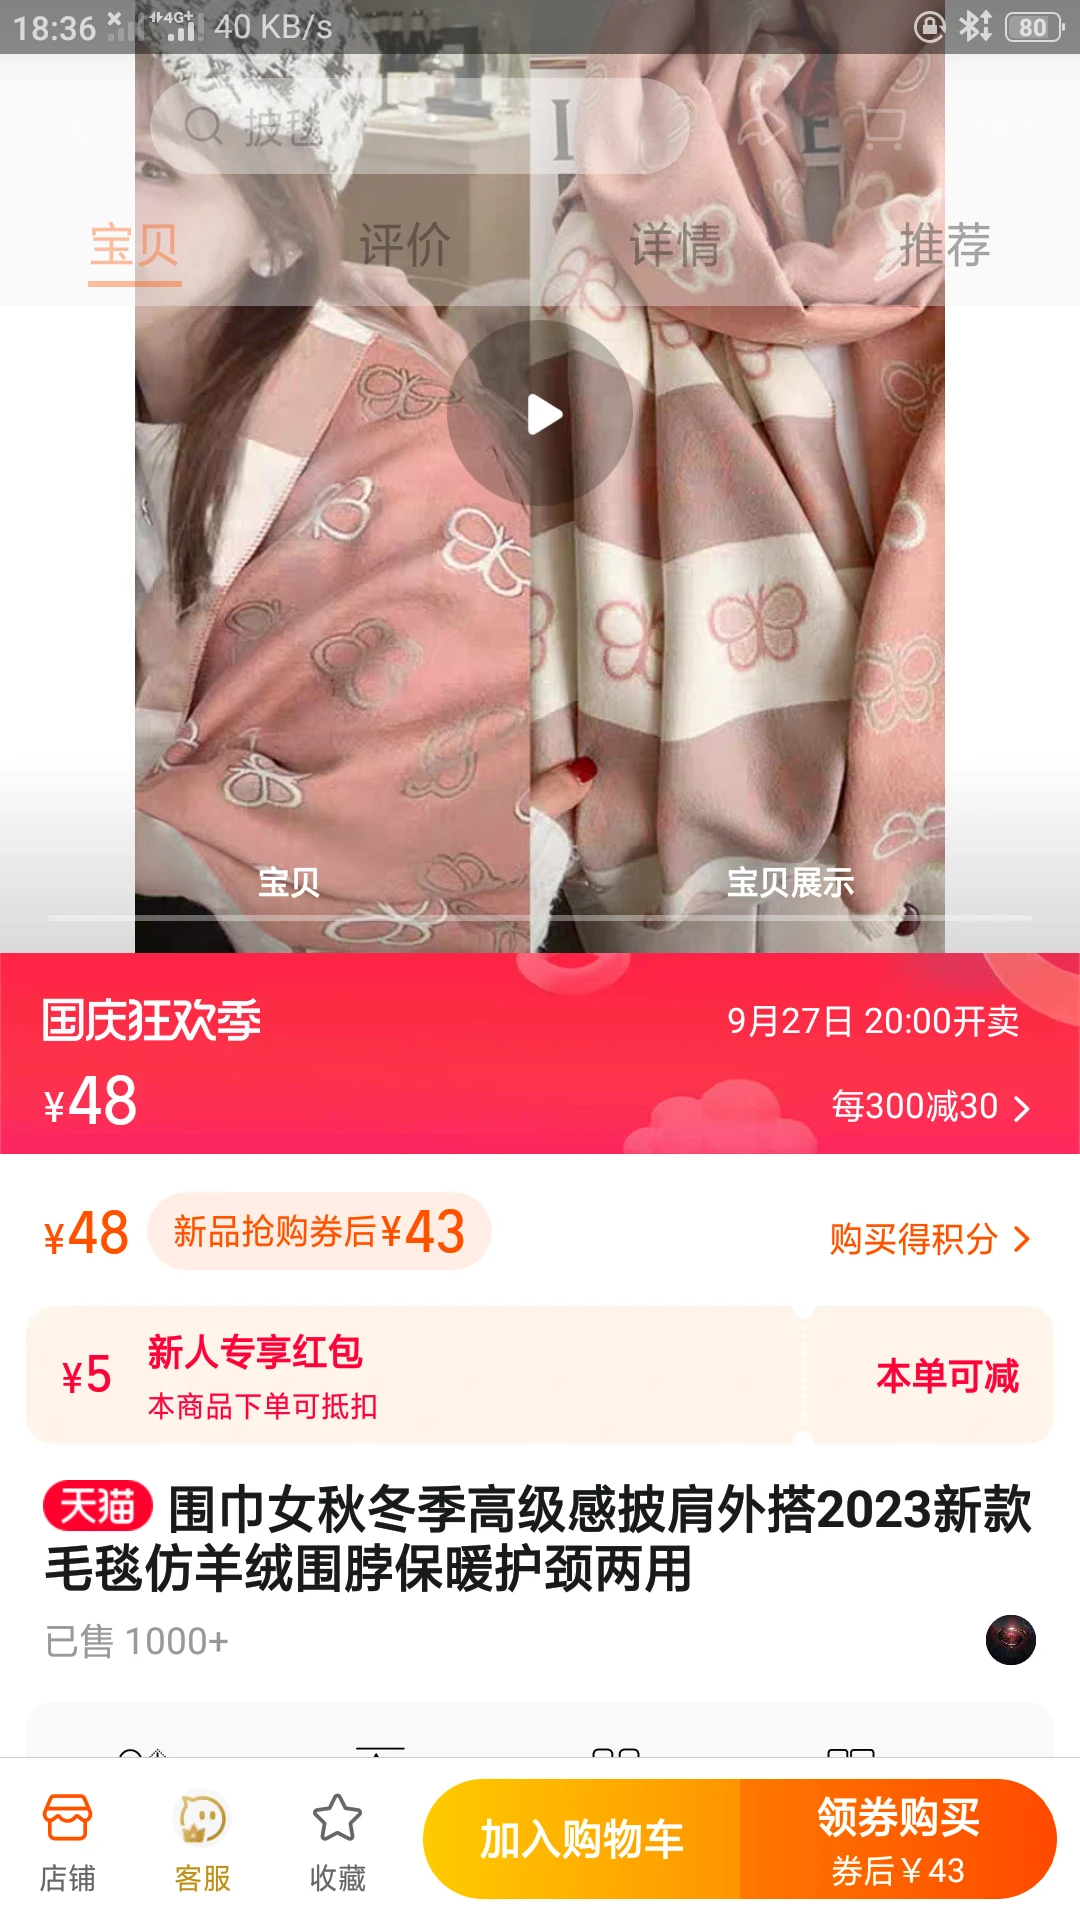 18:36 4G+ 40 KB/s 80
披毯
宝贝 评价 详情 推荐
宝贝 宝贝展示
国庆狂欢季 9月27日 20:00开卖
¥48 每300减30
¥48 新品抢购券后¥43 购买得积分
¥5 新人专享红包 本单可减
本商品下单可抵扣
天猫 围巾女秋冬季高级感披肩外搭2023新款
毛毯仿羊绒围脖保暖护颈两用
已售 1000+
店铺 客服 收藏 加入购物车 领券购买
券后￥43